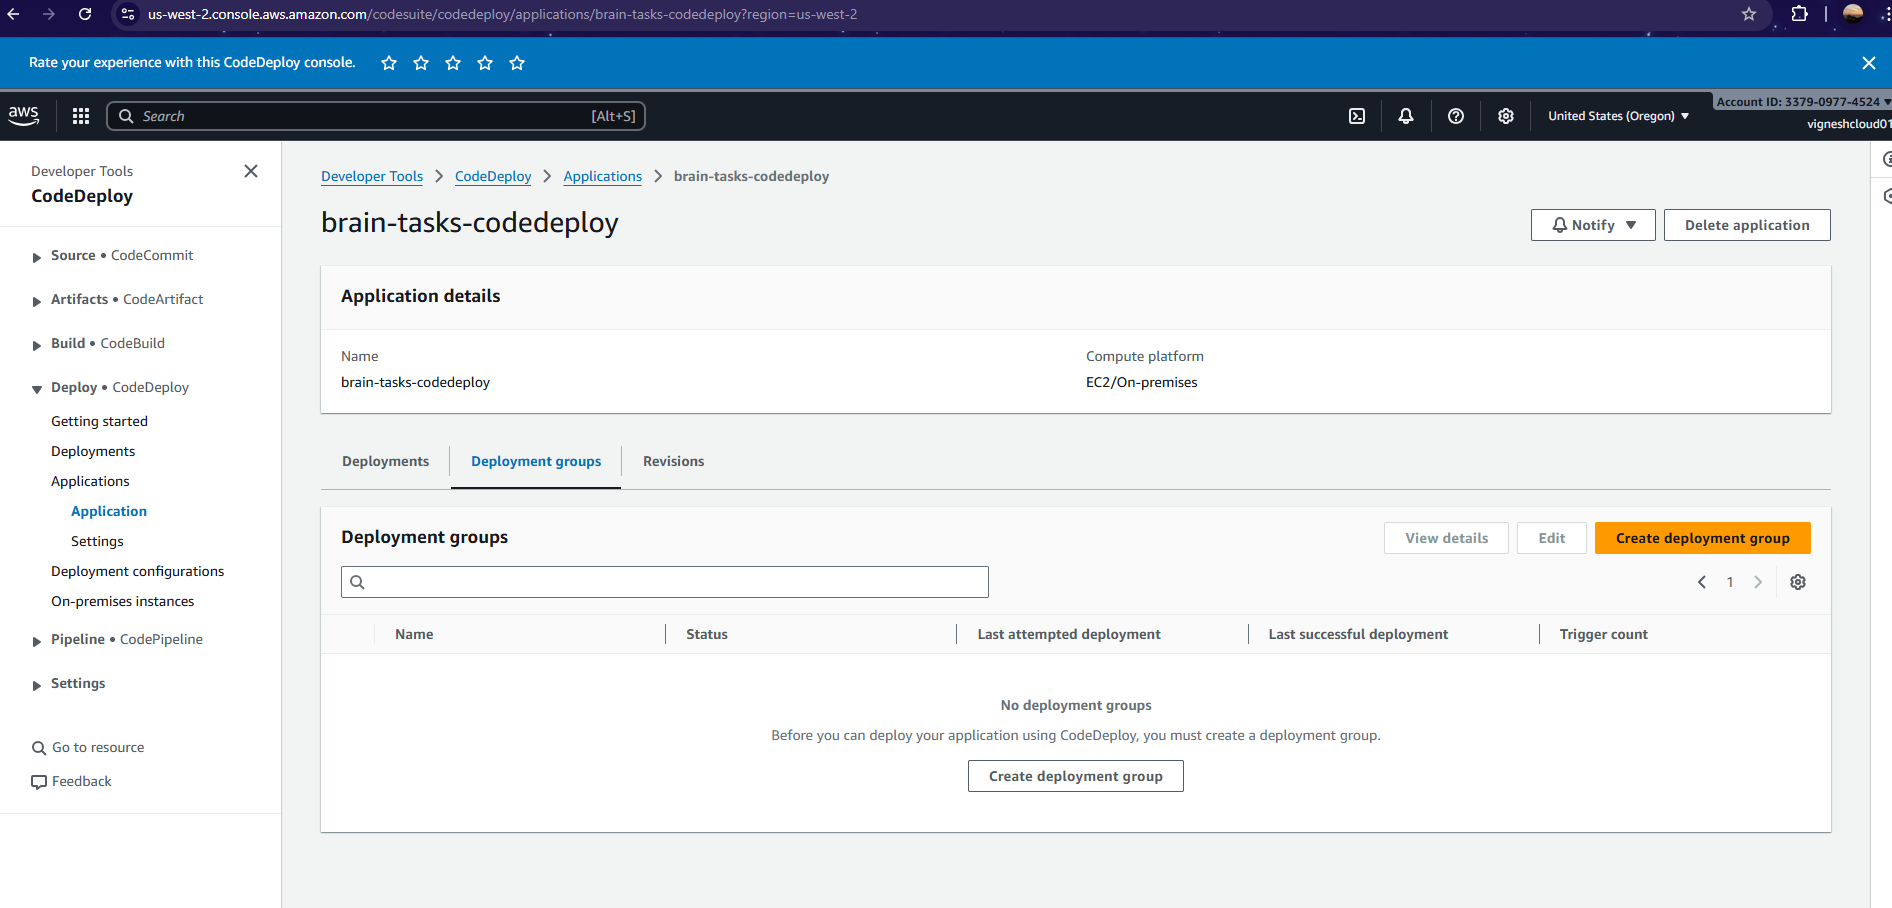 us-west-2.console.aws.amazon.com/codesuite/codedeploy/applications/brain-tasks-codedeploy?region=us-west-2
Rate your experience with this CodeDeploy console.
aws
Search [Alt+S]
United States (Oregon)
Account ID: 3379-0977-4524
vigneshcloud01
Developer Tools
CodeDeploy
Source • CodeCommit
Artifacts • CodeArtifact
Build • CodeBuild
Deploy • CodeDeploy
Getting started
Deployments
Applications
Application
Settings
Deployment configurations
On-premises instances
Pipeline • CodePipeline
Settings
Go to resource
Feedback
Developer Tools CodeDeploy Applications brain-tasks-codedeploy
brain-tasks-codedeploy
Notify Delete application
Application details
Name Compute platform
brain-tasks-codedeploy EC2/On-premises
Deployments Deployment groups Revisions
Deployment groups View details Edit Create deployment group
1
Name Status Last attempted deployment Last successful deployment Trigger count
No deployment groups
Before you can deploy your application using CodeDeploy, you must create a deployment group.
Create deployment group